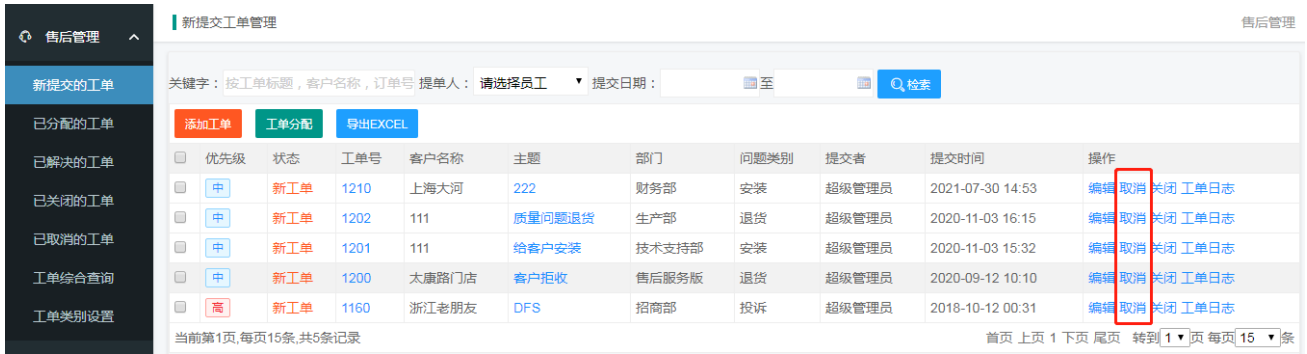 售后管理
新提交的工单
已分配的工单
已解决的工单
已关闭的工单
已取消的工单
工单综合查询
工单类别设置
新提交工单管理 售后管理
关键字：按工单标题，客户名称，订单号 提单人： 请选择员工 提交日期： 至 检索
添加工单 工单分配 导出EXCEL
优先级 状态 工单号 客户名称 主题 部门 问题类别 提交者 提交时间 操作
中 新工单 1210 上海大河 222 财务部 安装 超级管理员 2021-07-30 14:53 编辑 取消 关闭 工单日志
中 新工单 1202 111 质量问题退货 生产部 退货 超级管理员 2020-11-03 16:15 编辑 取消 关闭 工单日志
中 新工单 1201 111 给客户安装 技术支持部 安装 超级管理员 2020-11-03 15:32 编辑 取消 关闭 工单日志
中 新工单 1200 太康路门店 客户拒收 售后服务版 退货 超级管理员 2020-09-12 10:10 编辑 取消 关闭 工单日志
高 新工单 1160 浙江老朋友 DFS 招商部 投诉 超级管理员 2018-10-12 00:31 编辑 取消 关闭 工单日志
当前第1页,每页15条,共5条记录 首页 上页 1 下页 尾页 转到 1 页 每页 15 条